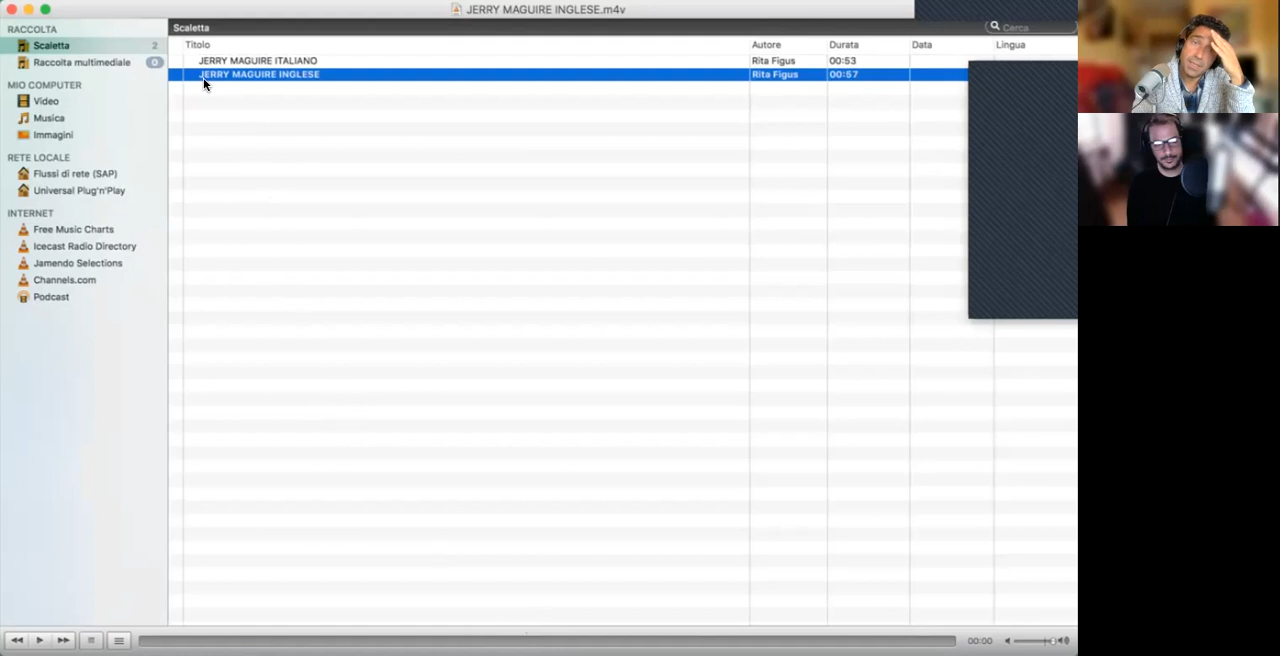 JERRY MAGUIRE INGLESE.m4v
RACCOLTA
Scaletta 2
Raccolta multimediale 0
MIO COMPUTER
Video
Musica
Immagini
RETE LOCALE
Flussi di rete (SAP)
Universal Plug'n'Play
INTERNET
Free Music Charts
Icecast Radio Directory
Jamendo Selections
Channels.com
Podcast
Scaletta
Cerca
Titolo Autore Durata Data Lingua
JERRY MAGUIRE ITALIANO Rita Figus 00:53
JERRY MAGUIRE INGLESE Rita Figus 00:57
00:00